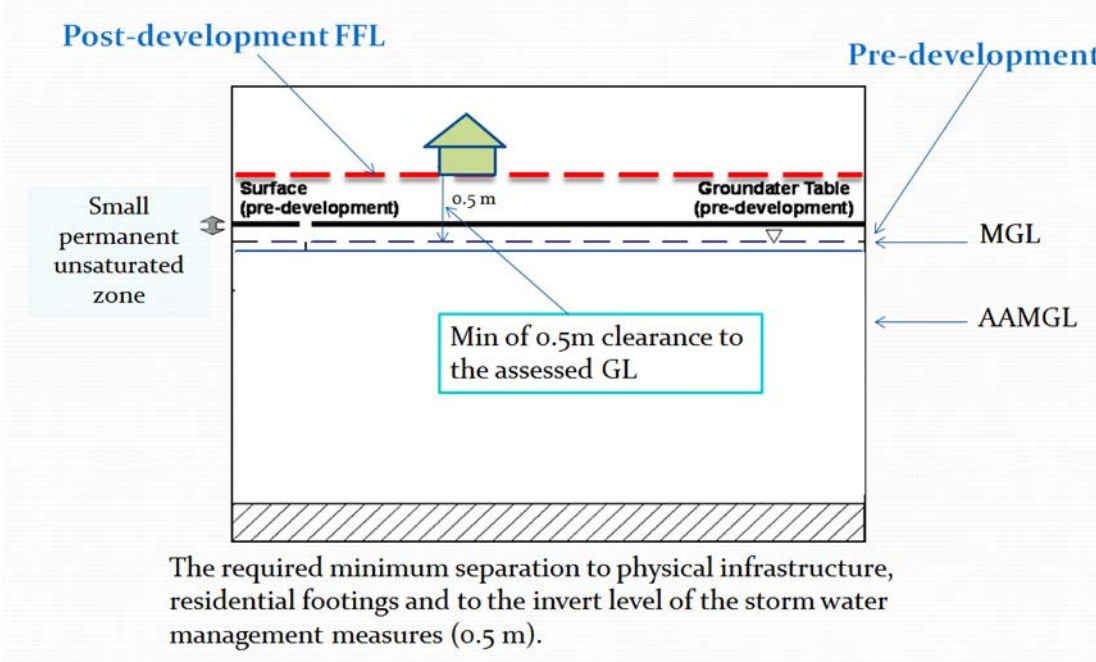 Post-development FFL
Pre-development
Surface
(pre-development)
0.5 m
Groundater Table
(pre-development)
Small
permanent
unsaturated
zone
MGL
AAMGL
Min of 0.5m clearance to
the assessed GL
The required minimum separation to physical infrastructure,
residential footings and to the invert level of the storm water
management measures (0.5 m).